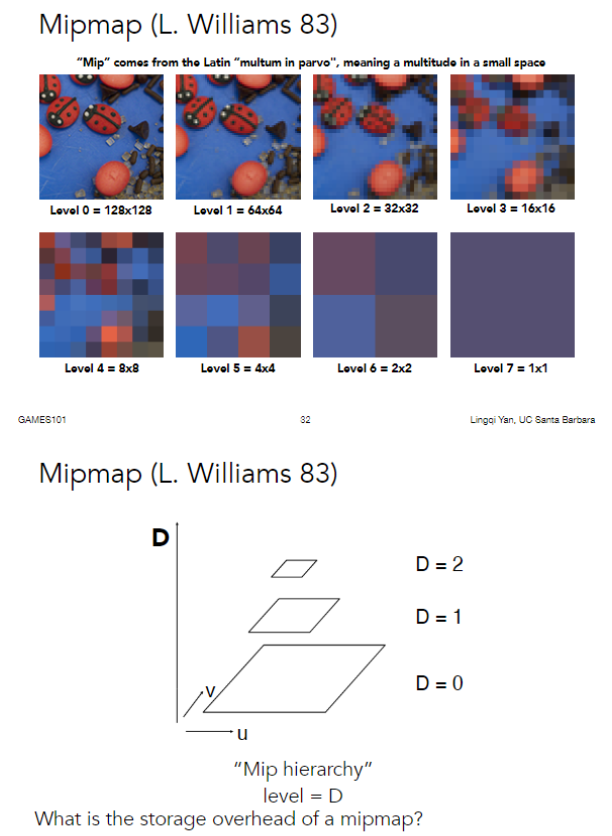 Mipmap (L. Williams 83)
“Mip” comes from the Latin “multum in parvo", meaning a multitude in a small space
Level 0 = 128x128
Level 1 = 64x64
Level 2 = 32x32
Level 3 = 16x16
Level 4 = 8x8
Level 5 = 4x4
Level 6 = 2x2
Level 7 = 1x1
GAMES101
32
Lingqi Yan, UC Santa Barbara
Mipmap (L. Williams 83)
D
D = 2
D = 1
D = 0
v
u
“Mip hierarchy”
level = D
What is the storage overhead of a mipmap?